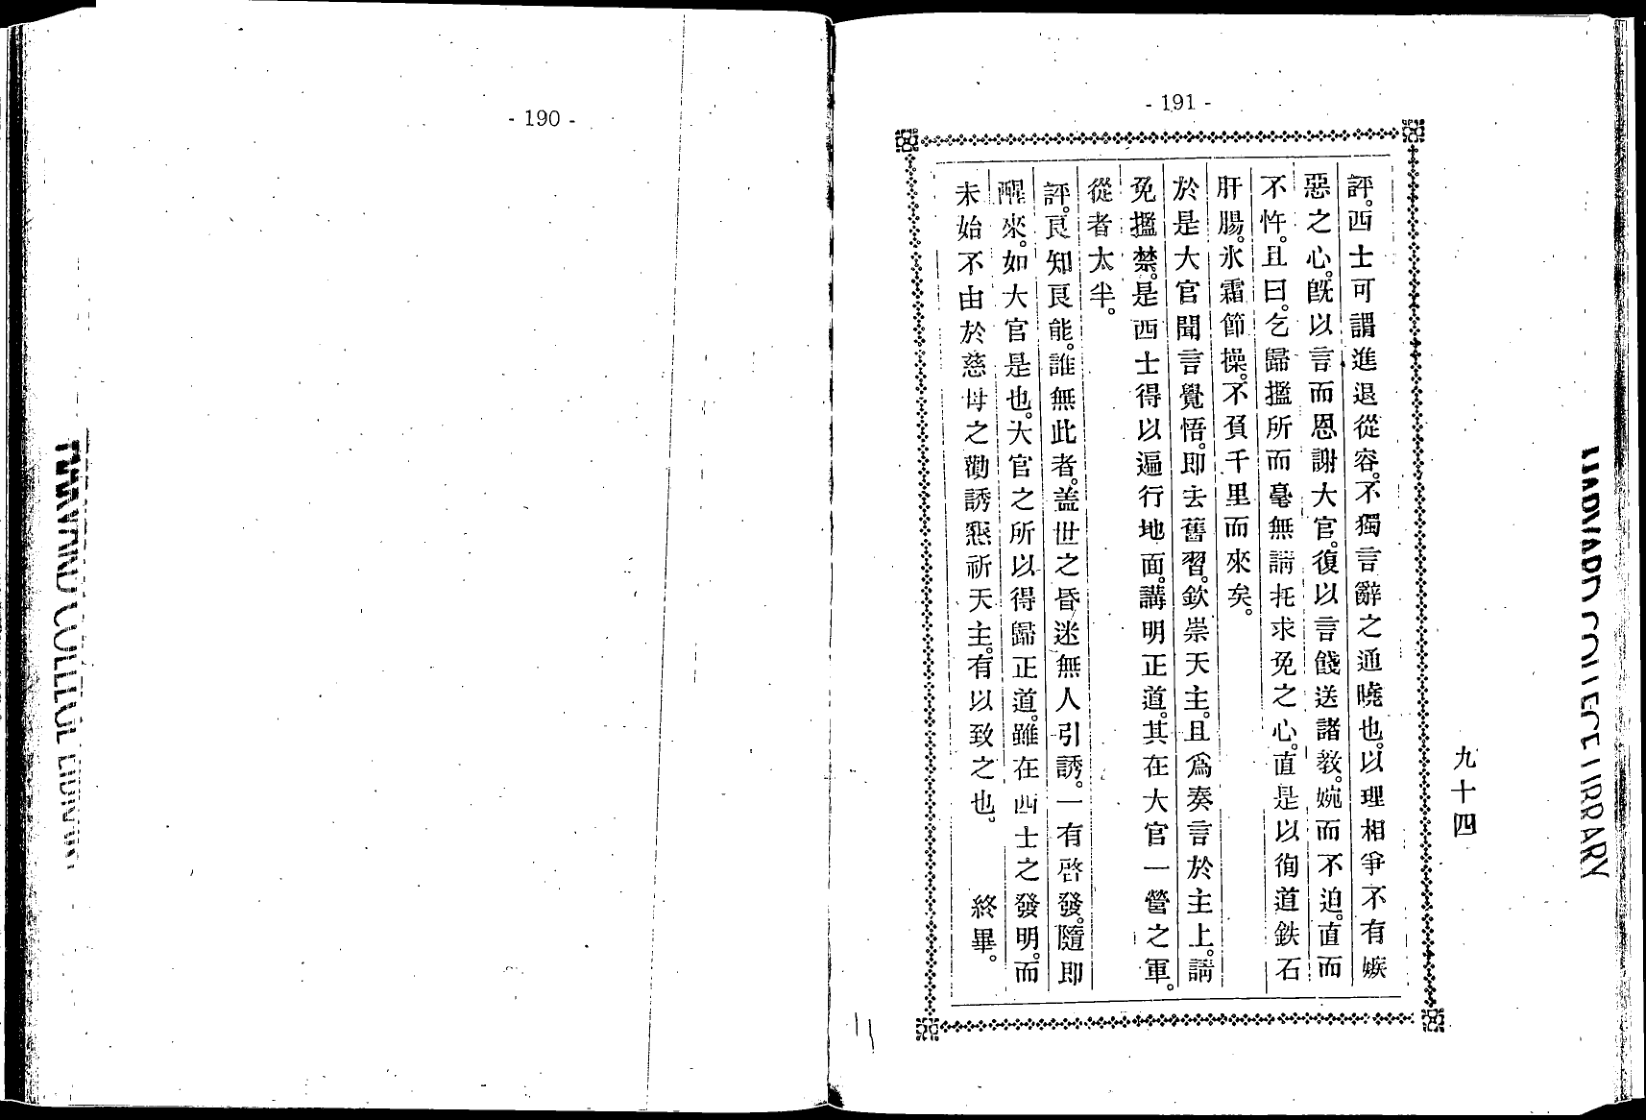 - 190 -
- 191 -
九十四
評。西士可謂進退從容。不獨言辭之通曉也。以理相爭不有嫉
惡之心。旣以言而恩謝大官。復以言餞送諸敎。婉而不迫。直而
不忤。且曰。乞歸搵所而毫無請托求免之心。直是以徇道鉄石
肝腸。氷霜節操。不負千里而來矣。
於是大官聞言覺悟。即去舊習。欽崇天主。且爲奏言於主上。請
免搵禁。是西士得以遍行地面。講明正道。其在大官一營之軍。
從者太半。
評。良知良能。誰無此者。盖世之昏迷無人引誘。一有啓發。隨即
醒來。如大官是也。大官之所以得歸正道。雖在西士之發明。而
未始不由於慈母之勸誘懇祈天主。有以致之也。 終畢。
HARVARD COLLEGE LIBRARY
HARVARD COLLEGE LIBRARY